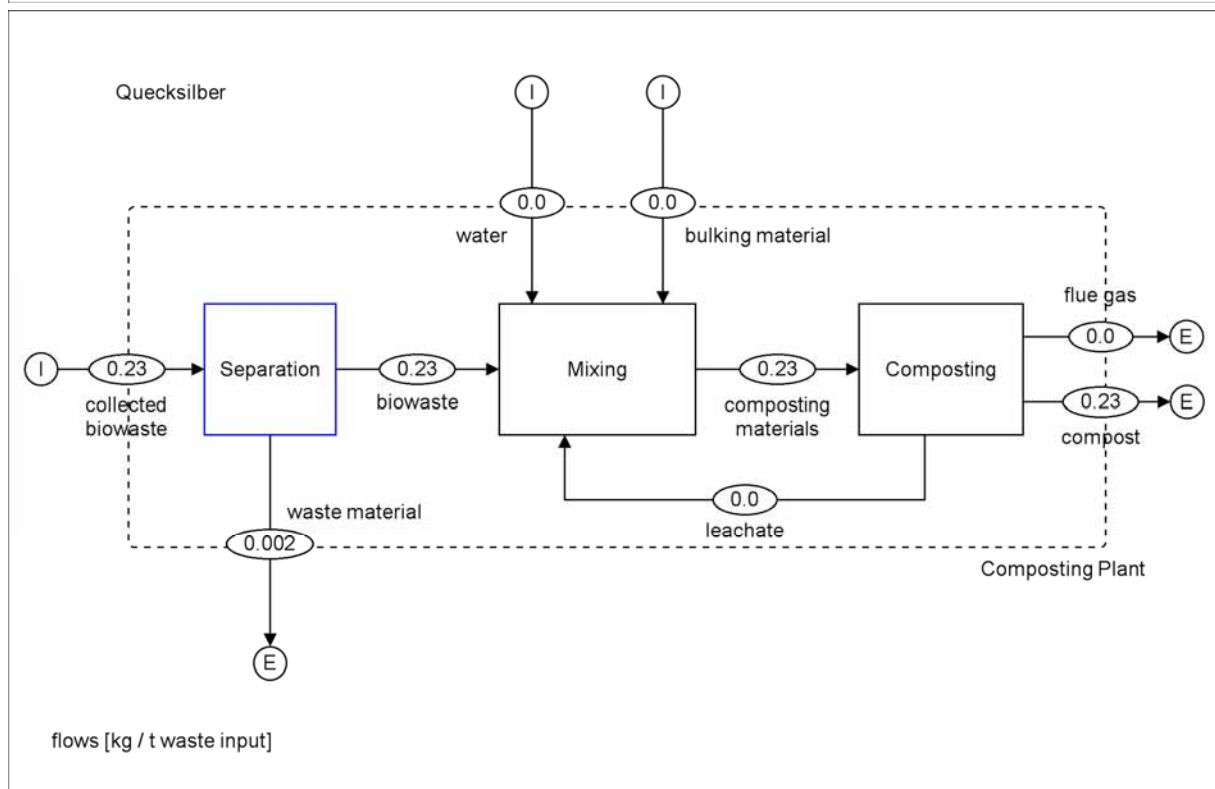 Quecksilber
I
I
0.0
0.0
water
bulking material
flue gas
I
0.23
Separation
0.23
Mixing
0.23
Composting
0.0
E
collected
biowaste
biowaste
composting
materials
0.23
E
compost
waste material
0.0
leachate
0.002
Composting Plant
E
flows [kg / t waste input]